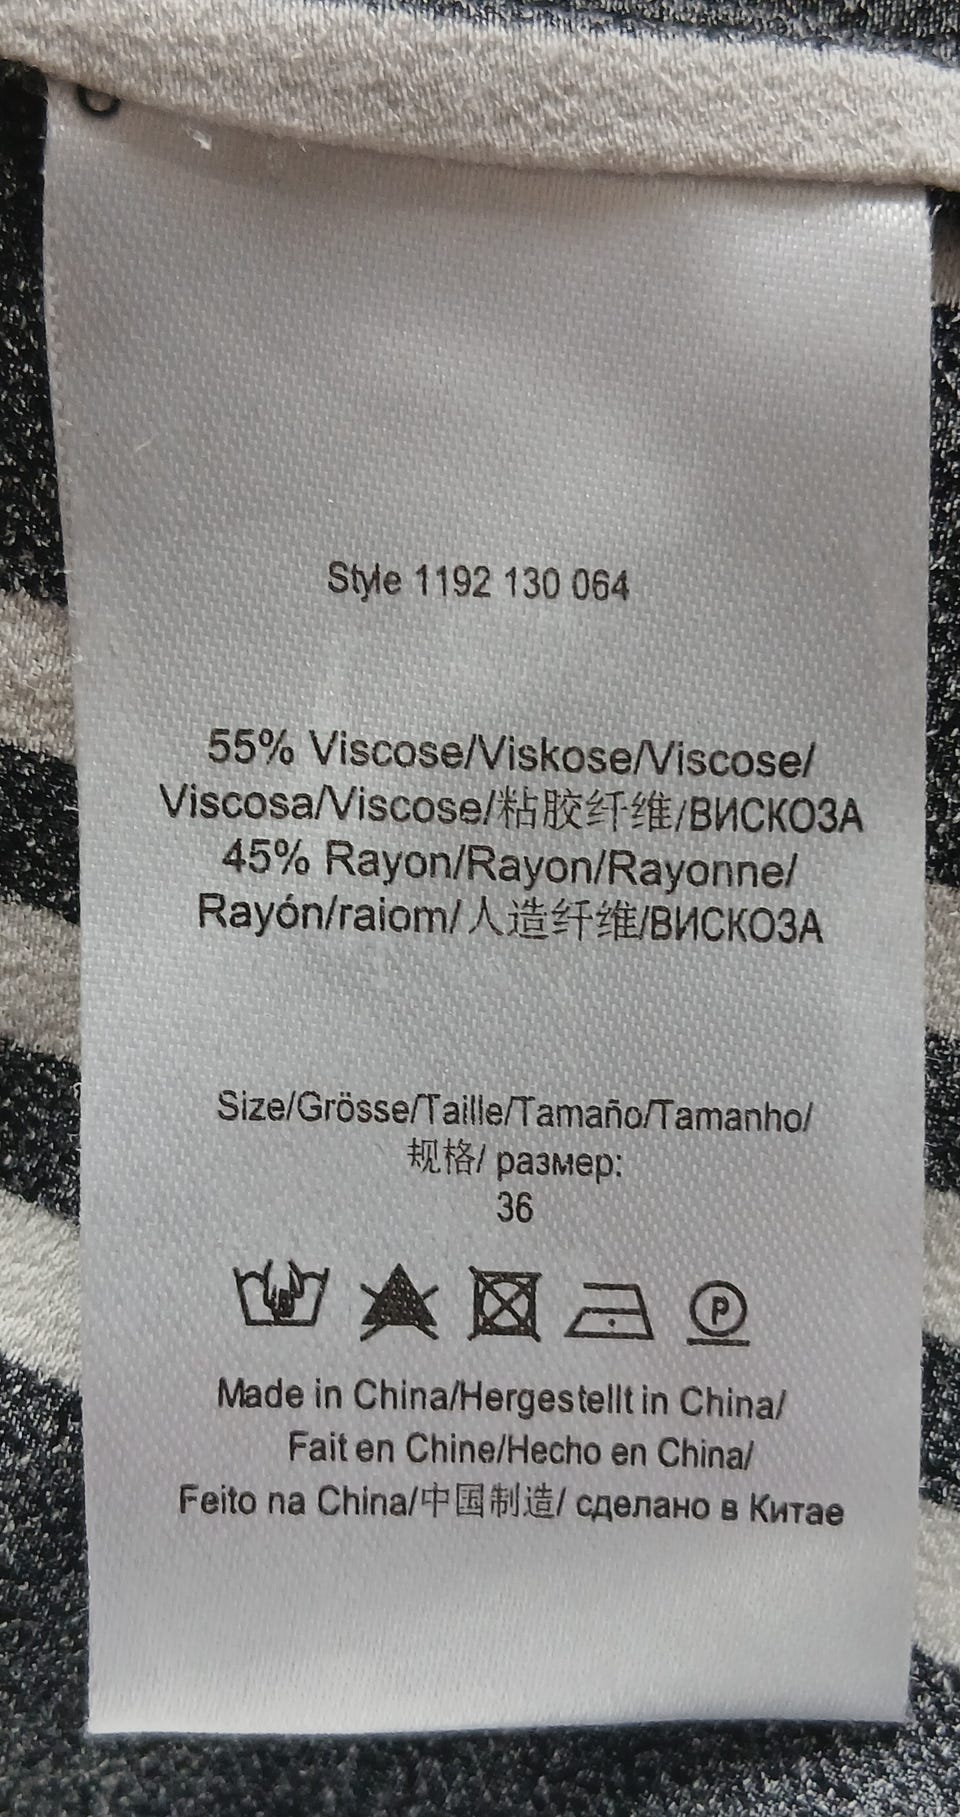 Style 1192 130 064
55% Viscose/Viskose/Viscose/
Viscosa/Viscose/粘胶纤维/ВИСКОЗА
45% Rayon/Rayon/Rayonne/
Rayón/raiom/人造纤维/ВИСКОЗА
Size/Grösse/Taille/Tamaño/Tamanho/
规格/ размер:
36
P
Made in China/Hergestellt in China/
Fait en Chine/Hecho en China/
Feito na China/中国制造/ сделано в Китае